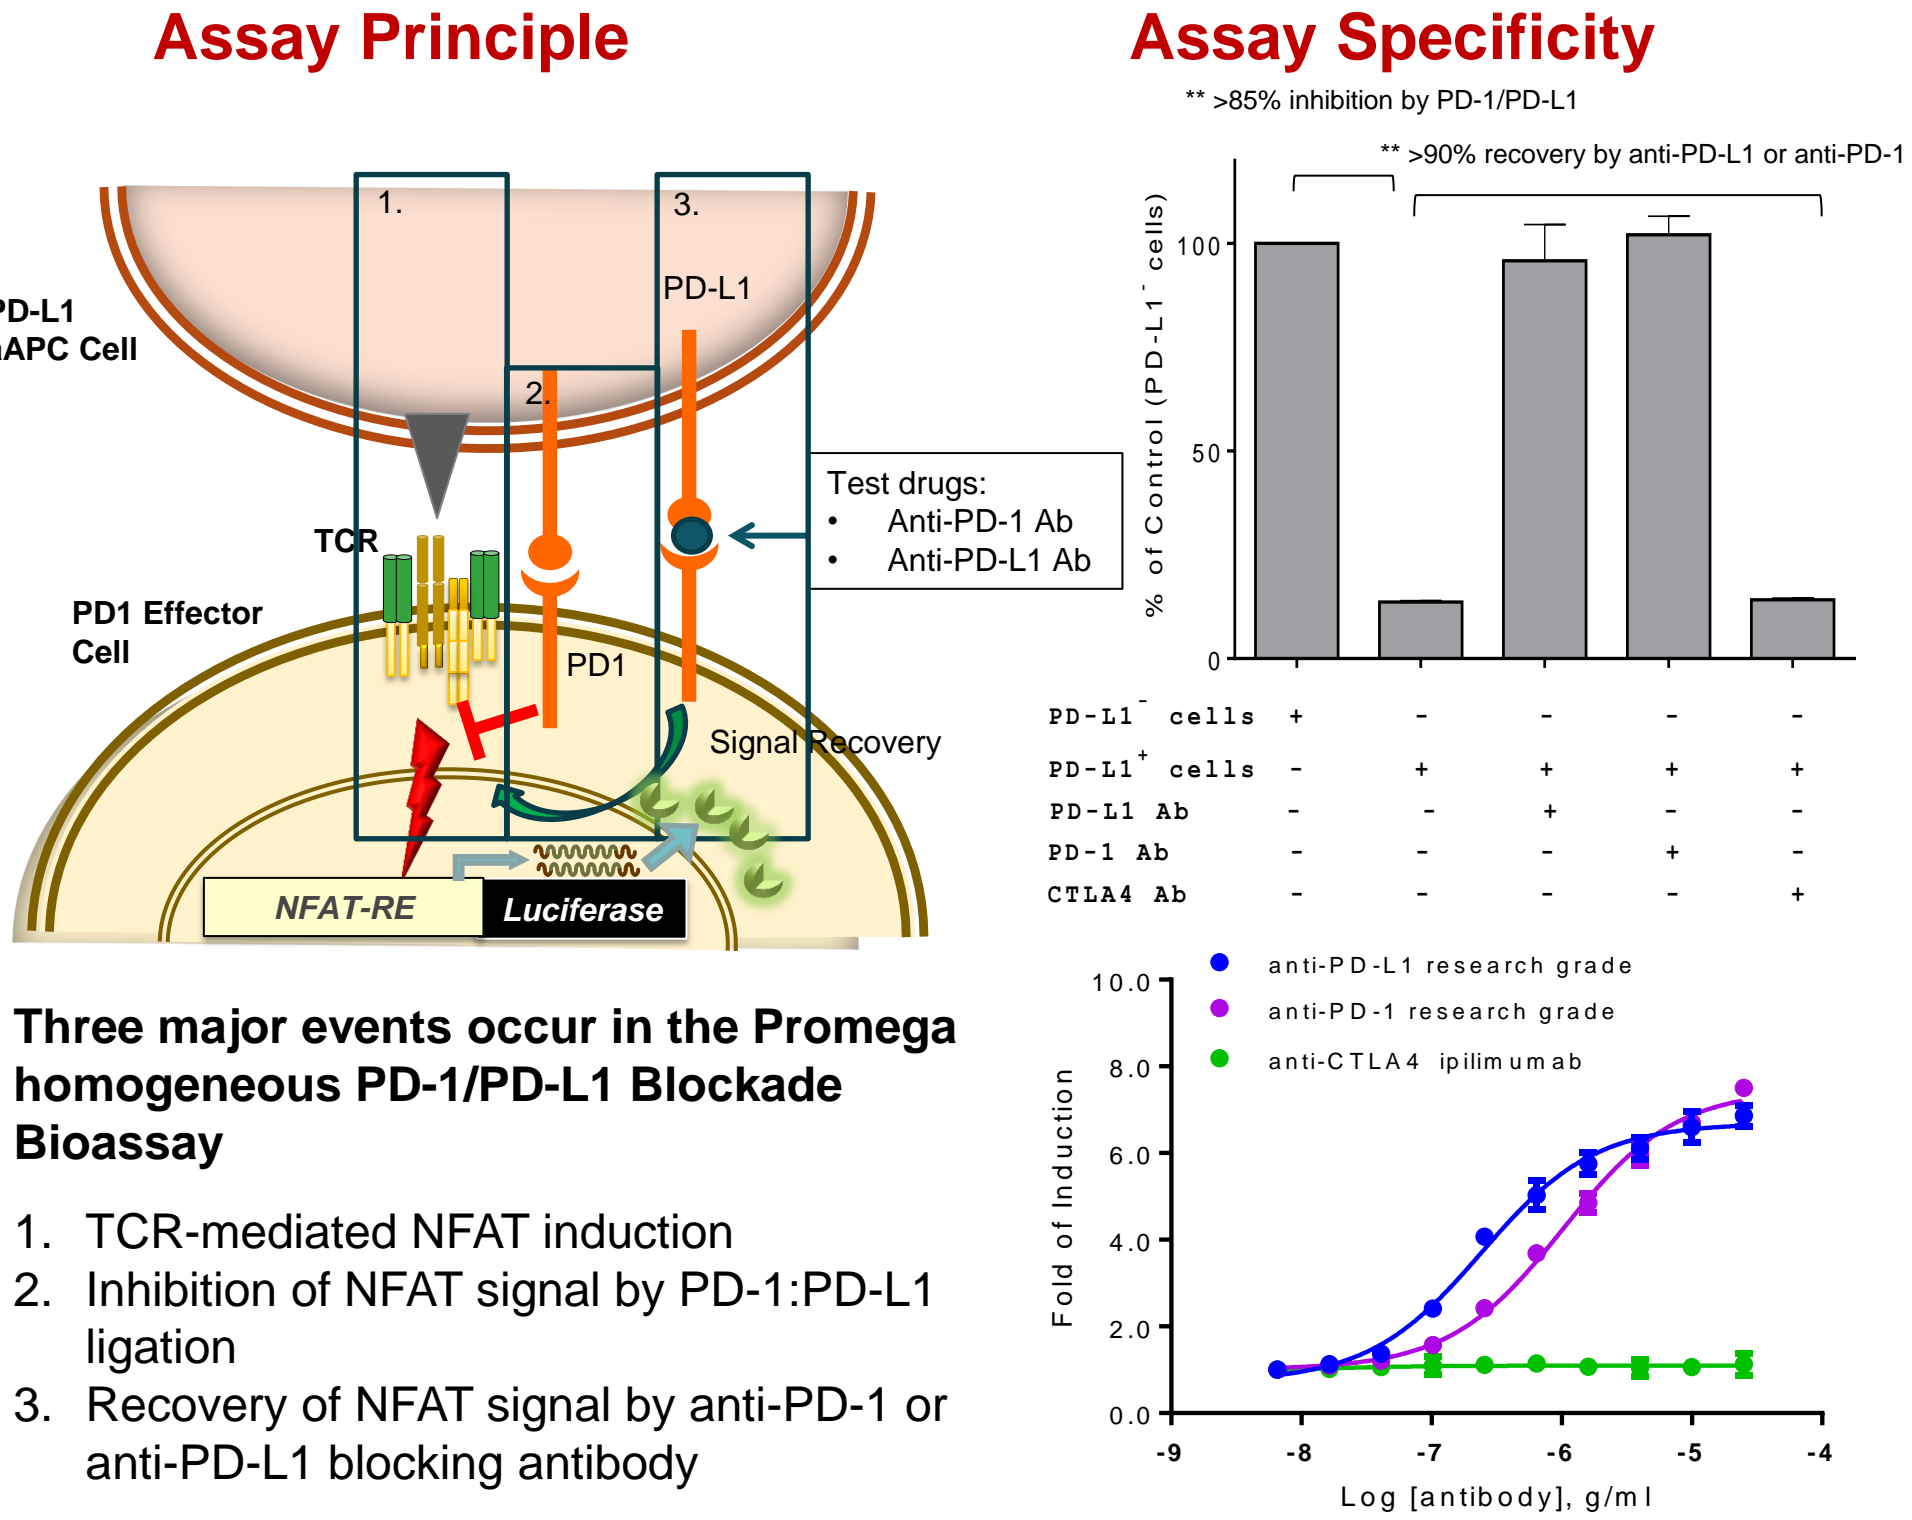 Assay Principle
1.
3.
PD-L1
PD-L1
aAPC Cell
2.
Test drugs:
• Anti-PD-1 Ab
• Anti-PD-L1 Ab
TCR
PD1 Effector
Cell
PD1
Signal Recovery
NFAT-RE
Luciferase
Three major events occur in the Promega
homogeneous PD-1/PD-L1 Blockade
Bioassay
1. TCR-mediated NFAT induction
2. Inhibition of NFAT signal by PD-1:PD-L1
ligation
3. Recovery of NFAT signal by anti-PD-1 or
anti-PD-L1 blocking antibody
Assay Specificity
** >85% inhibition by PD-1/PD-L1
** >90% recovery by anti-PD-L1 or anti-PD-1
% of Control (PD-L1⁻ cells)
100
50
0
PD-L1⁻ cells + - - - -
PD-L1⁺ cells - + + + +
PD-L1 Ab - - + - -
PD-1 Ab - - - + -
CTLA4 Ab - - - - +
anti-PD-L1 research grade
anti-PD-1 research grade
anti-CTLA4 ipilimumab
Fold of Induction
10.0
8.0
6.0
4.0
2.0
0.0
-9 -8 -7 -6 -5 -4
Log [antibody], g/ml